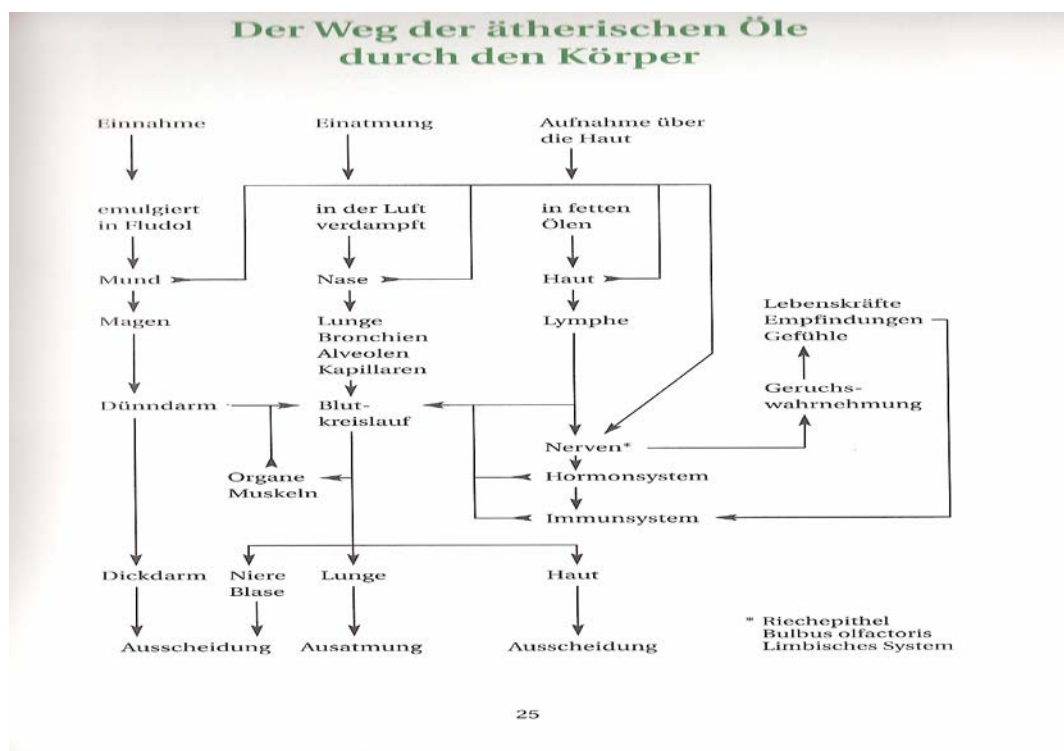 Der Weg der ätherischen Öle
durch den Körper
Einnahme
Einatmung
Aufnahme über
die Haut
emulgiert
in Fludol
in der Luft
verdampft
in fetten
Ölen
Mund
Nase
Haut
Magen
Lunge
Bronchien
Alveolen
Kapillaren
Lymphe
Lebenskräfte
Empfindungen
Gefühle
Geruchs-
wahrnehmung
Dünndarm
Blut-
kreislauf
Nerven*
Organe
Muskeln
Hormonsystem
Immunsystem
Dickdarm
Niere
Blase
Lunge
Haut
Ausscheidung
Ausatmung
Ausscheidung
* Riechepithel
Bulbus olfactoris
Limbisches System
25